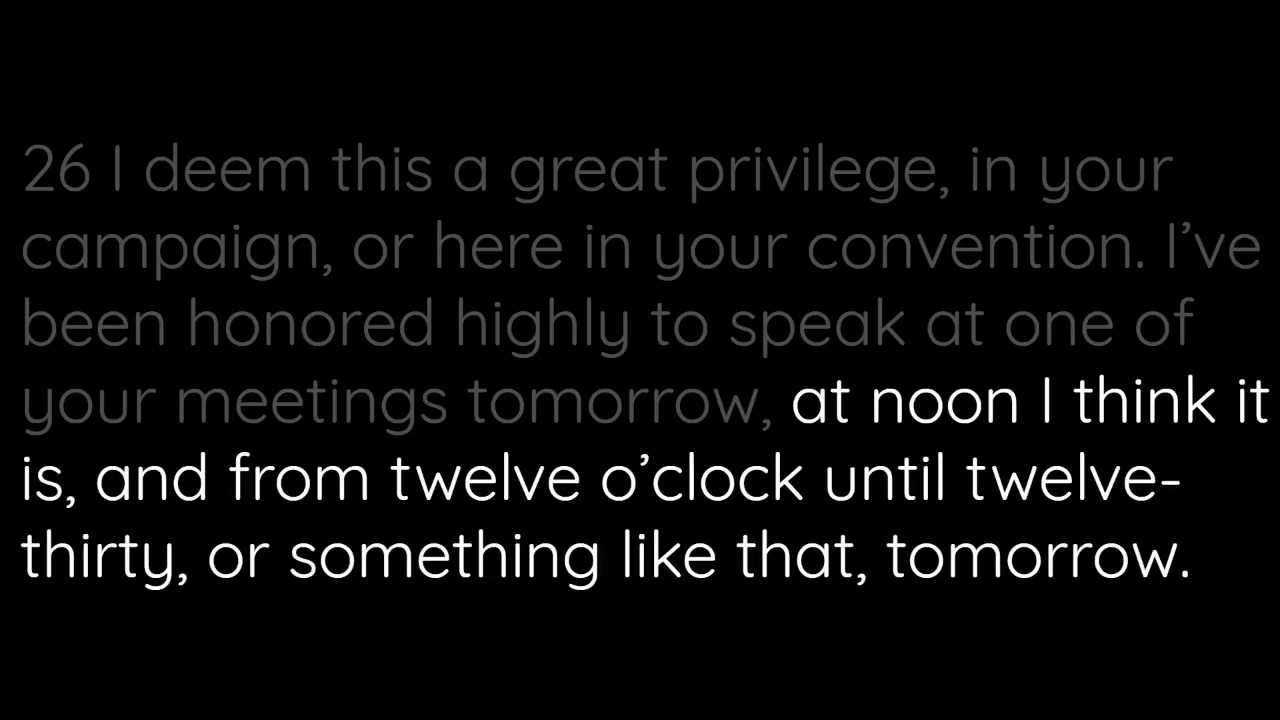 26 I deem this a great privilege, in your
campaign, or here in your convention. I’ve
been honored highly to speak at one of
your meetings tomorrow, at noon I think it
is, and from twelve o’clock until twelve-
thirty, or something like that, tomorrow.